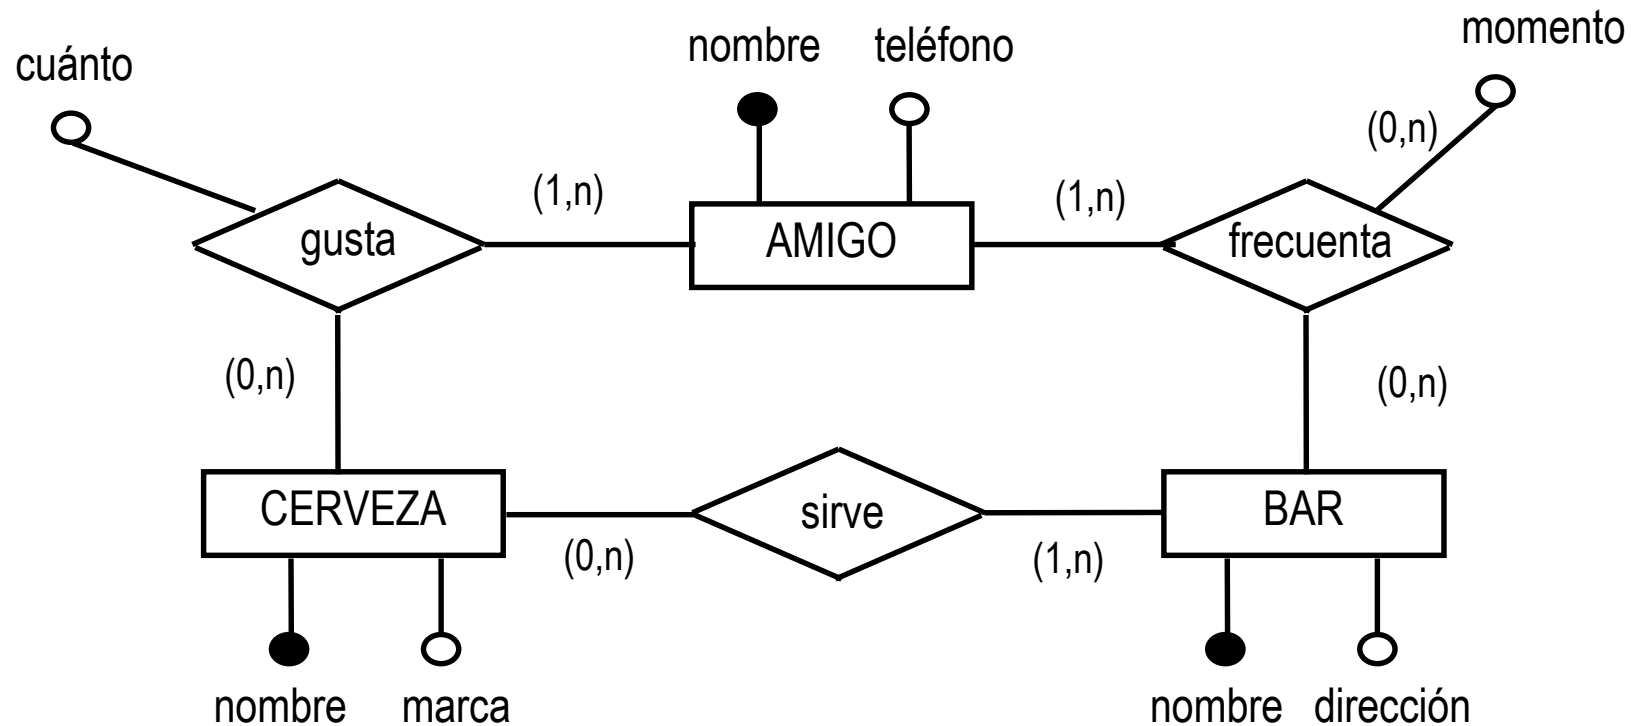 momento
nombre
teléfono
cuánto
(0,n)
(1,n)
(1,n)
gusta
AMIGO
frecuenta
(0,n)
(0,n)
CERVEZA
sirve
BAR
(0,n)
(1,n)
nombre
marca
nombre
dirección